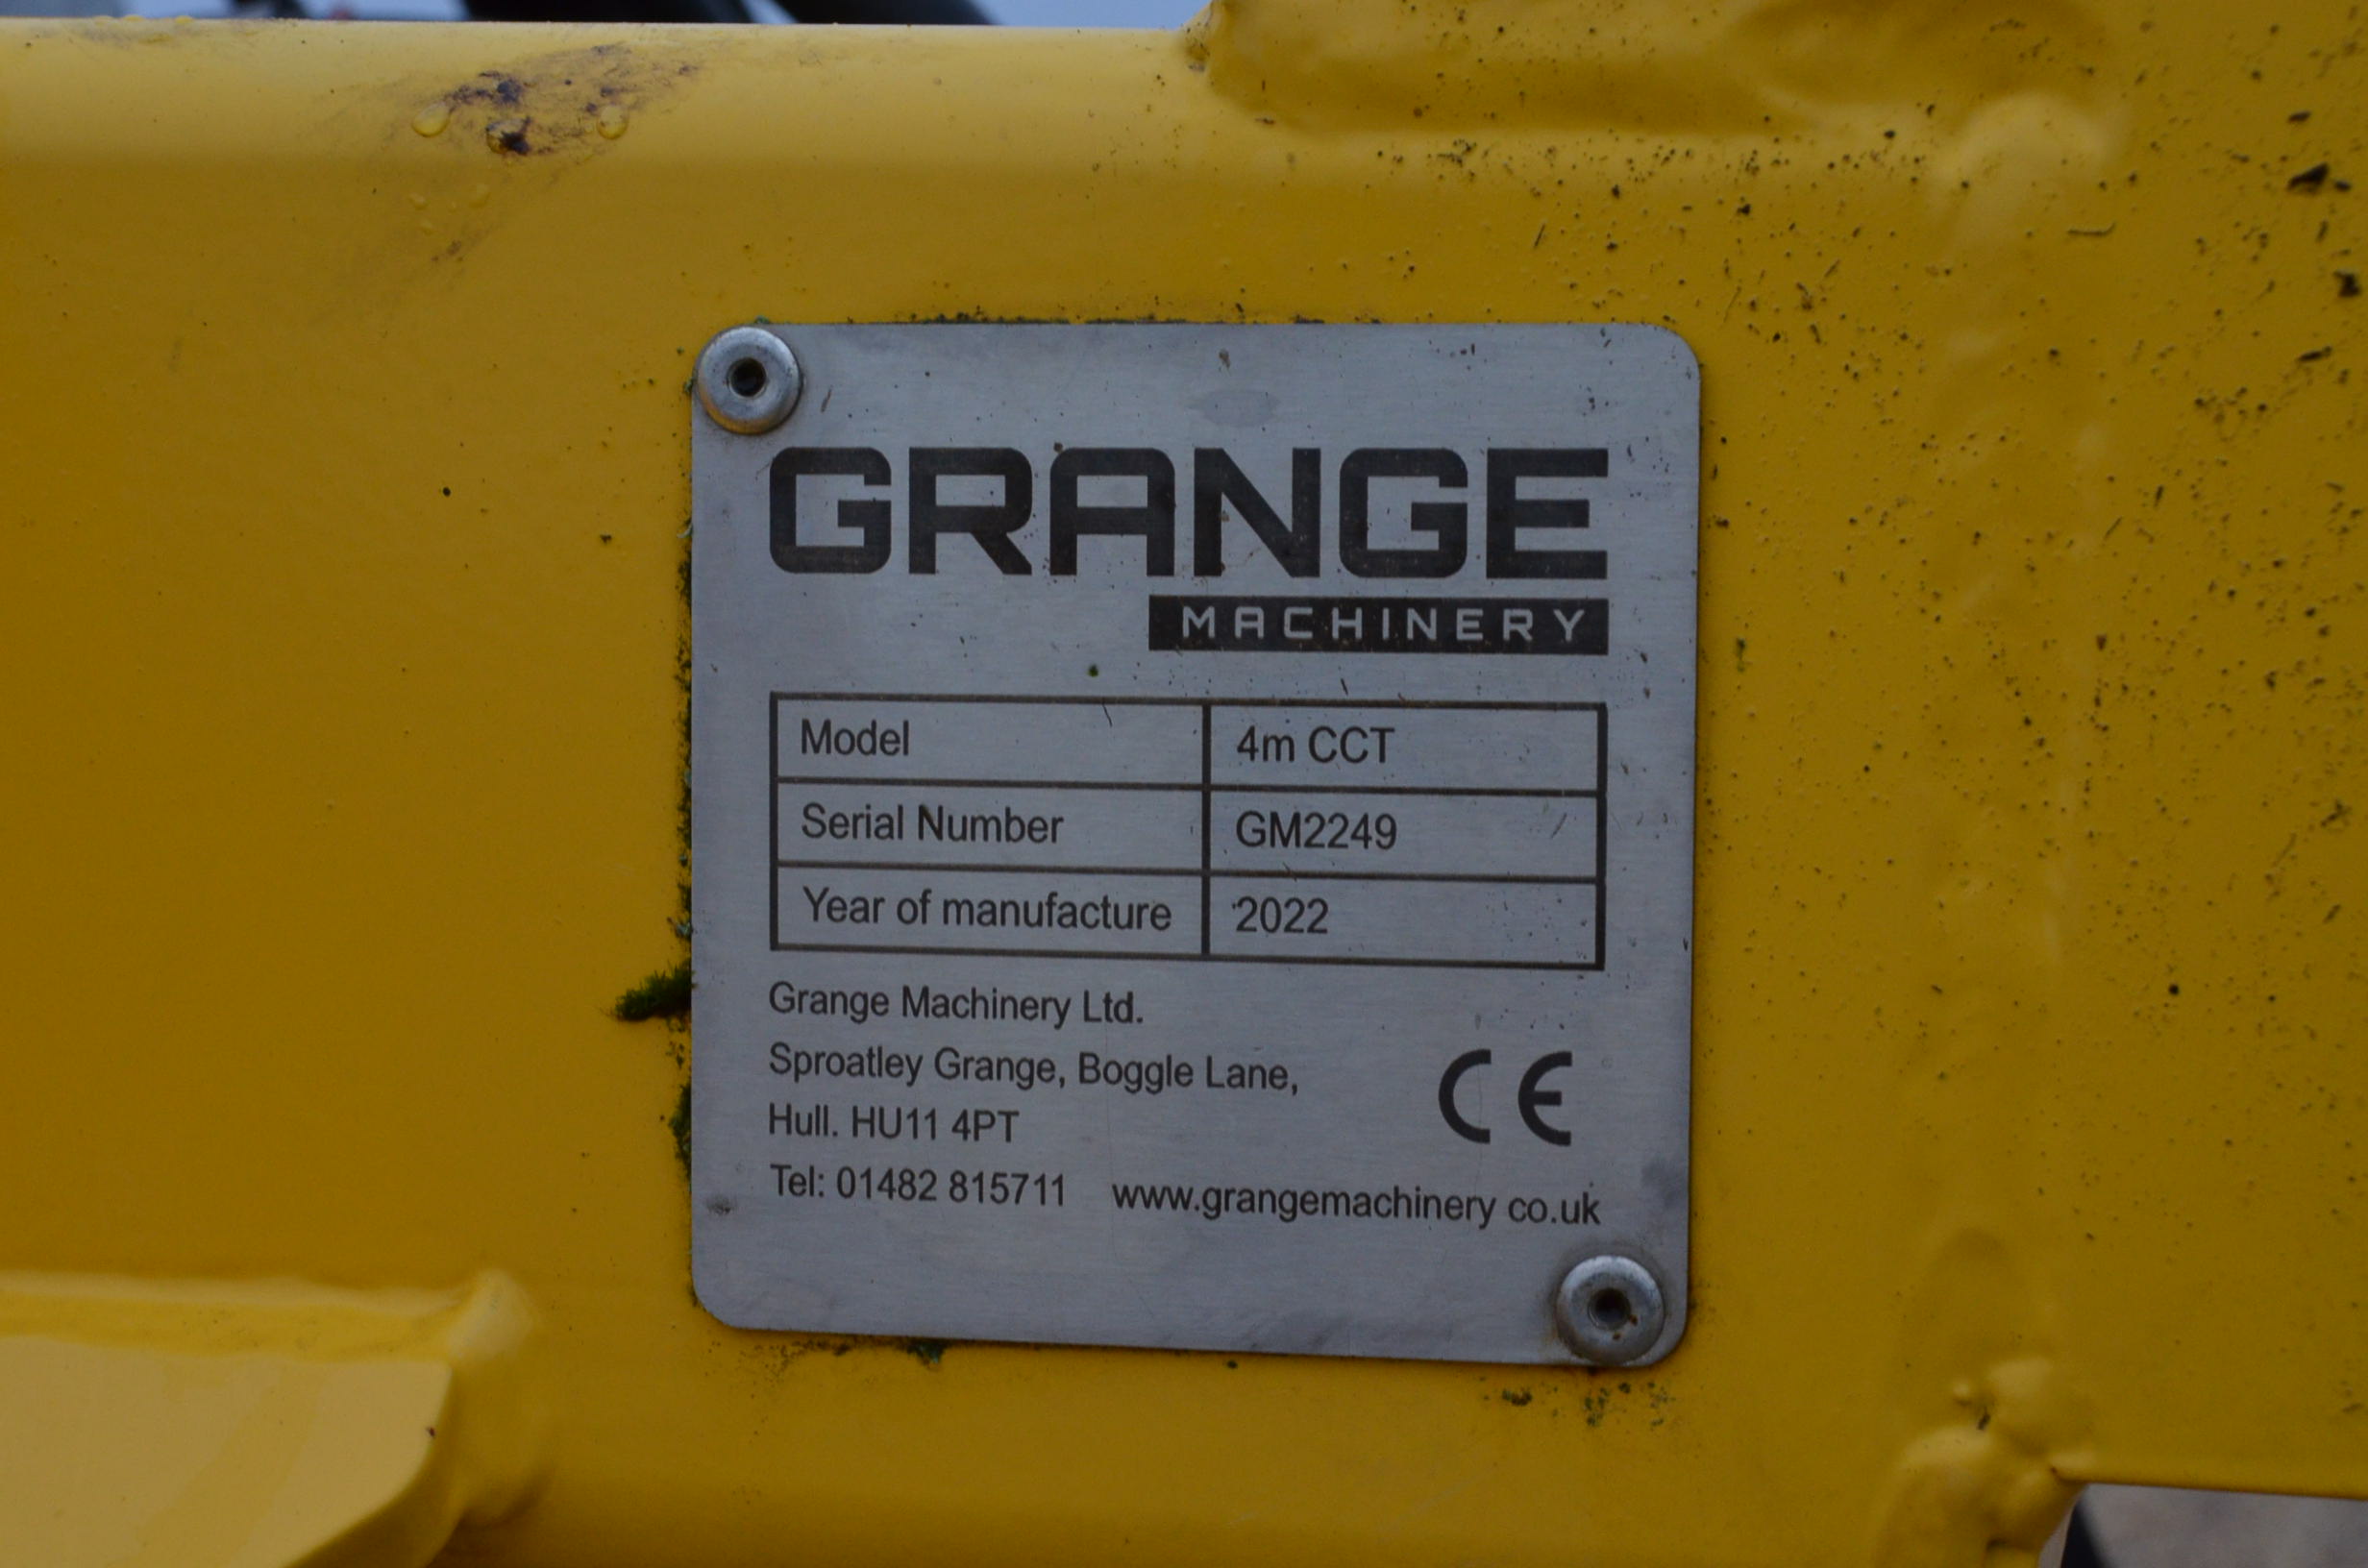 GRANGE
MACHINERY
Model 4m CCT
Serial Number GM2249
Year of manufacture 2022
Grange Machinery Ltd.
Sproatley Grange, Boggle Lane,
Hull. HU11 4PT
CE
Tel: 01482 815711 www.grangemachinery co.uk